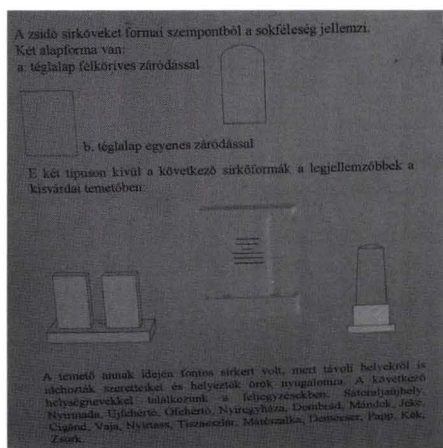 A zsidó sírköveket formai szempontból a sokféleség jellemzi.
Két alapforma van:
a. téglalap félköríves záródással
b. téglalap egyenes záródással
E két típuson kívül a következő sírkőformák a legjellemzőbbek a
kisvárdai temetőben:
A temető annak idején fontos sírkert volt, mert távoli helyekről is
idehozták szeretteiket és helyezték örök nyugalomra. A következő
helységnevekkel találkozunk a feljegyzésekben: Sátoraljaújhely,
Nyírmada, Újfehértó, Ófehértó, Nyíregyháza, Dombrád, Mándok, Jéke,
Cigánd, Vaja, Nyírtass, Tiszaeszlár, Mátészalka, Demecser, Papp, Kék,
Zsurk.